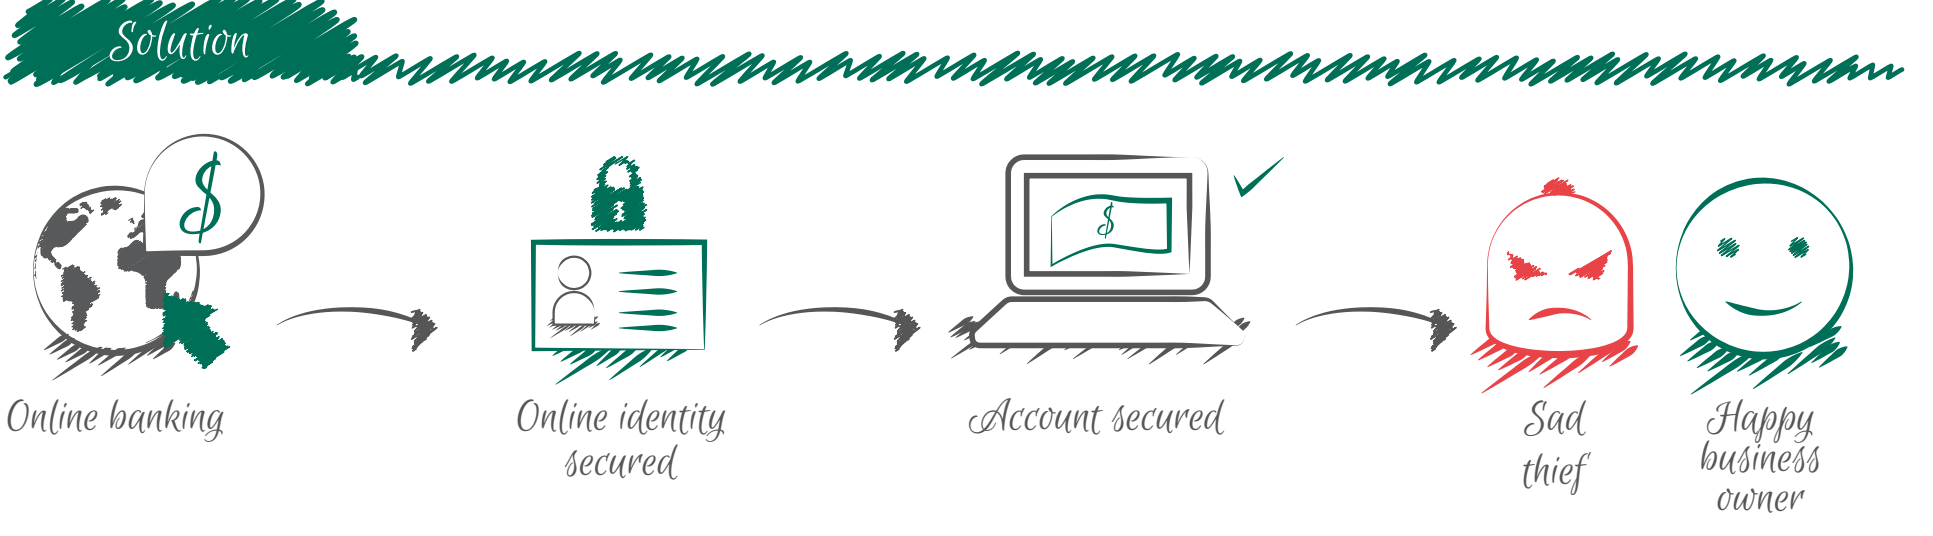 Solution
$
$
Online banking
Online identity
secured
Account secured
Sad
thief
Happy
business
owner